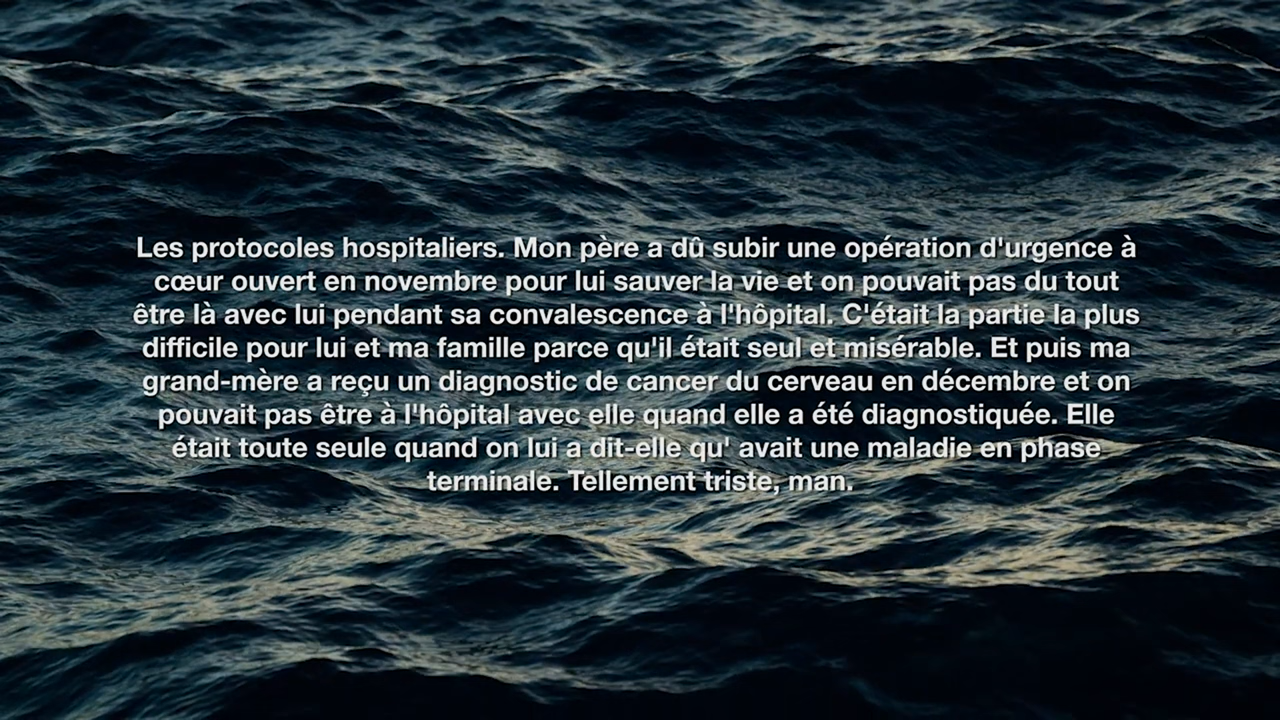 Les protocoles hospitaliers. Mon père a dû subir une opération d'urgence à
cœur ouvert en novembre pour lui sauver la vie et on pouvait pas du tout
être là avec lui pendant sa convalescence à l'hôpital. C'était la partie la plus
difficile pour lui et ma famille parce qu'il était seul et misérable. Et puis ma
grand-mère a reçu un diagnostic de cancer du cerveau en décembre et on
pouvait pas être à l'hôpital avec elle quand elle a été diagnostiquée. Elle
était toute seule quand on lui a dit-elle qu' avait une maladie en phase
terminale. Tellement triste, man.